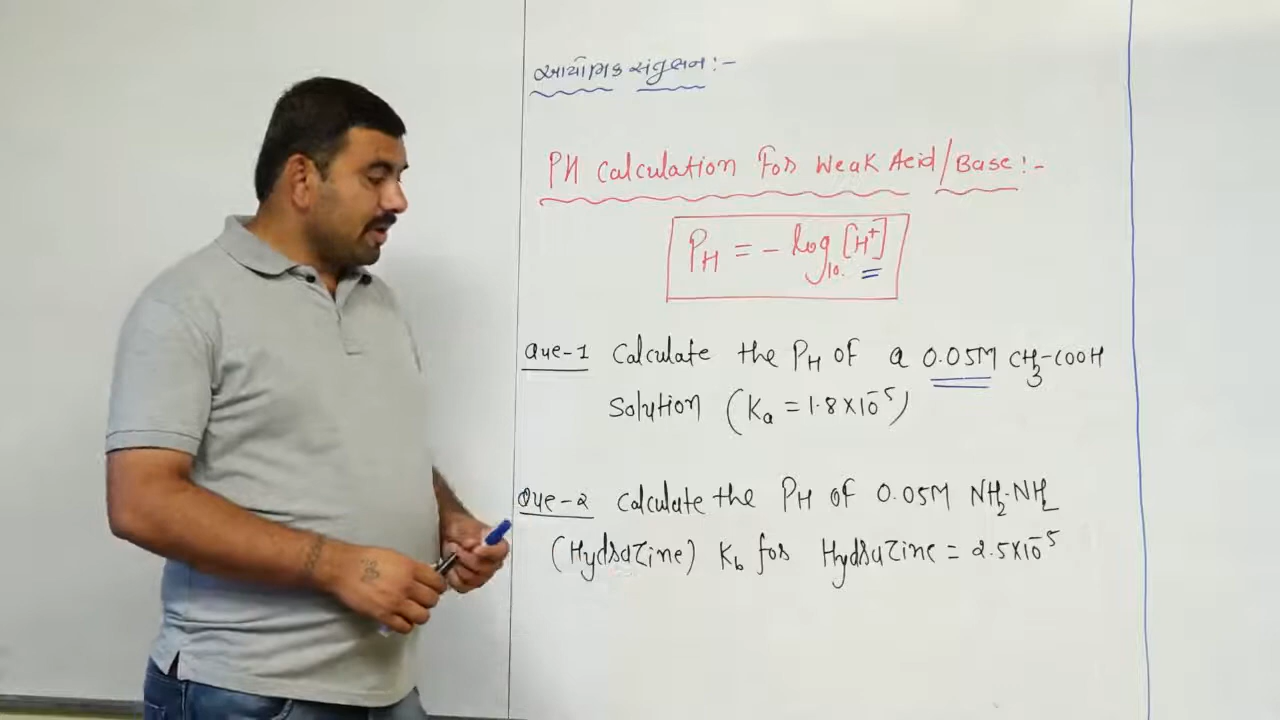 આયોનિક સંતુલન :-
PH Calculation For Weak Acid/Base :-
PH = - log10. [H+]
Que-1 Calculate the PH OF a 0.05M CH3-COOH
Solution (Ka = 1.8×10-5)
Que-2 Calculate the PH of 0.05M NH2-NH2
(Hydrazine) Kb for Hydrazine = 2.5×10-5